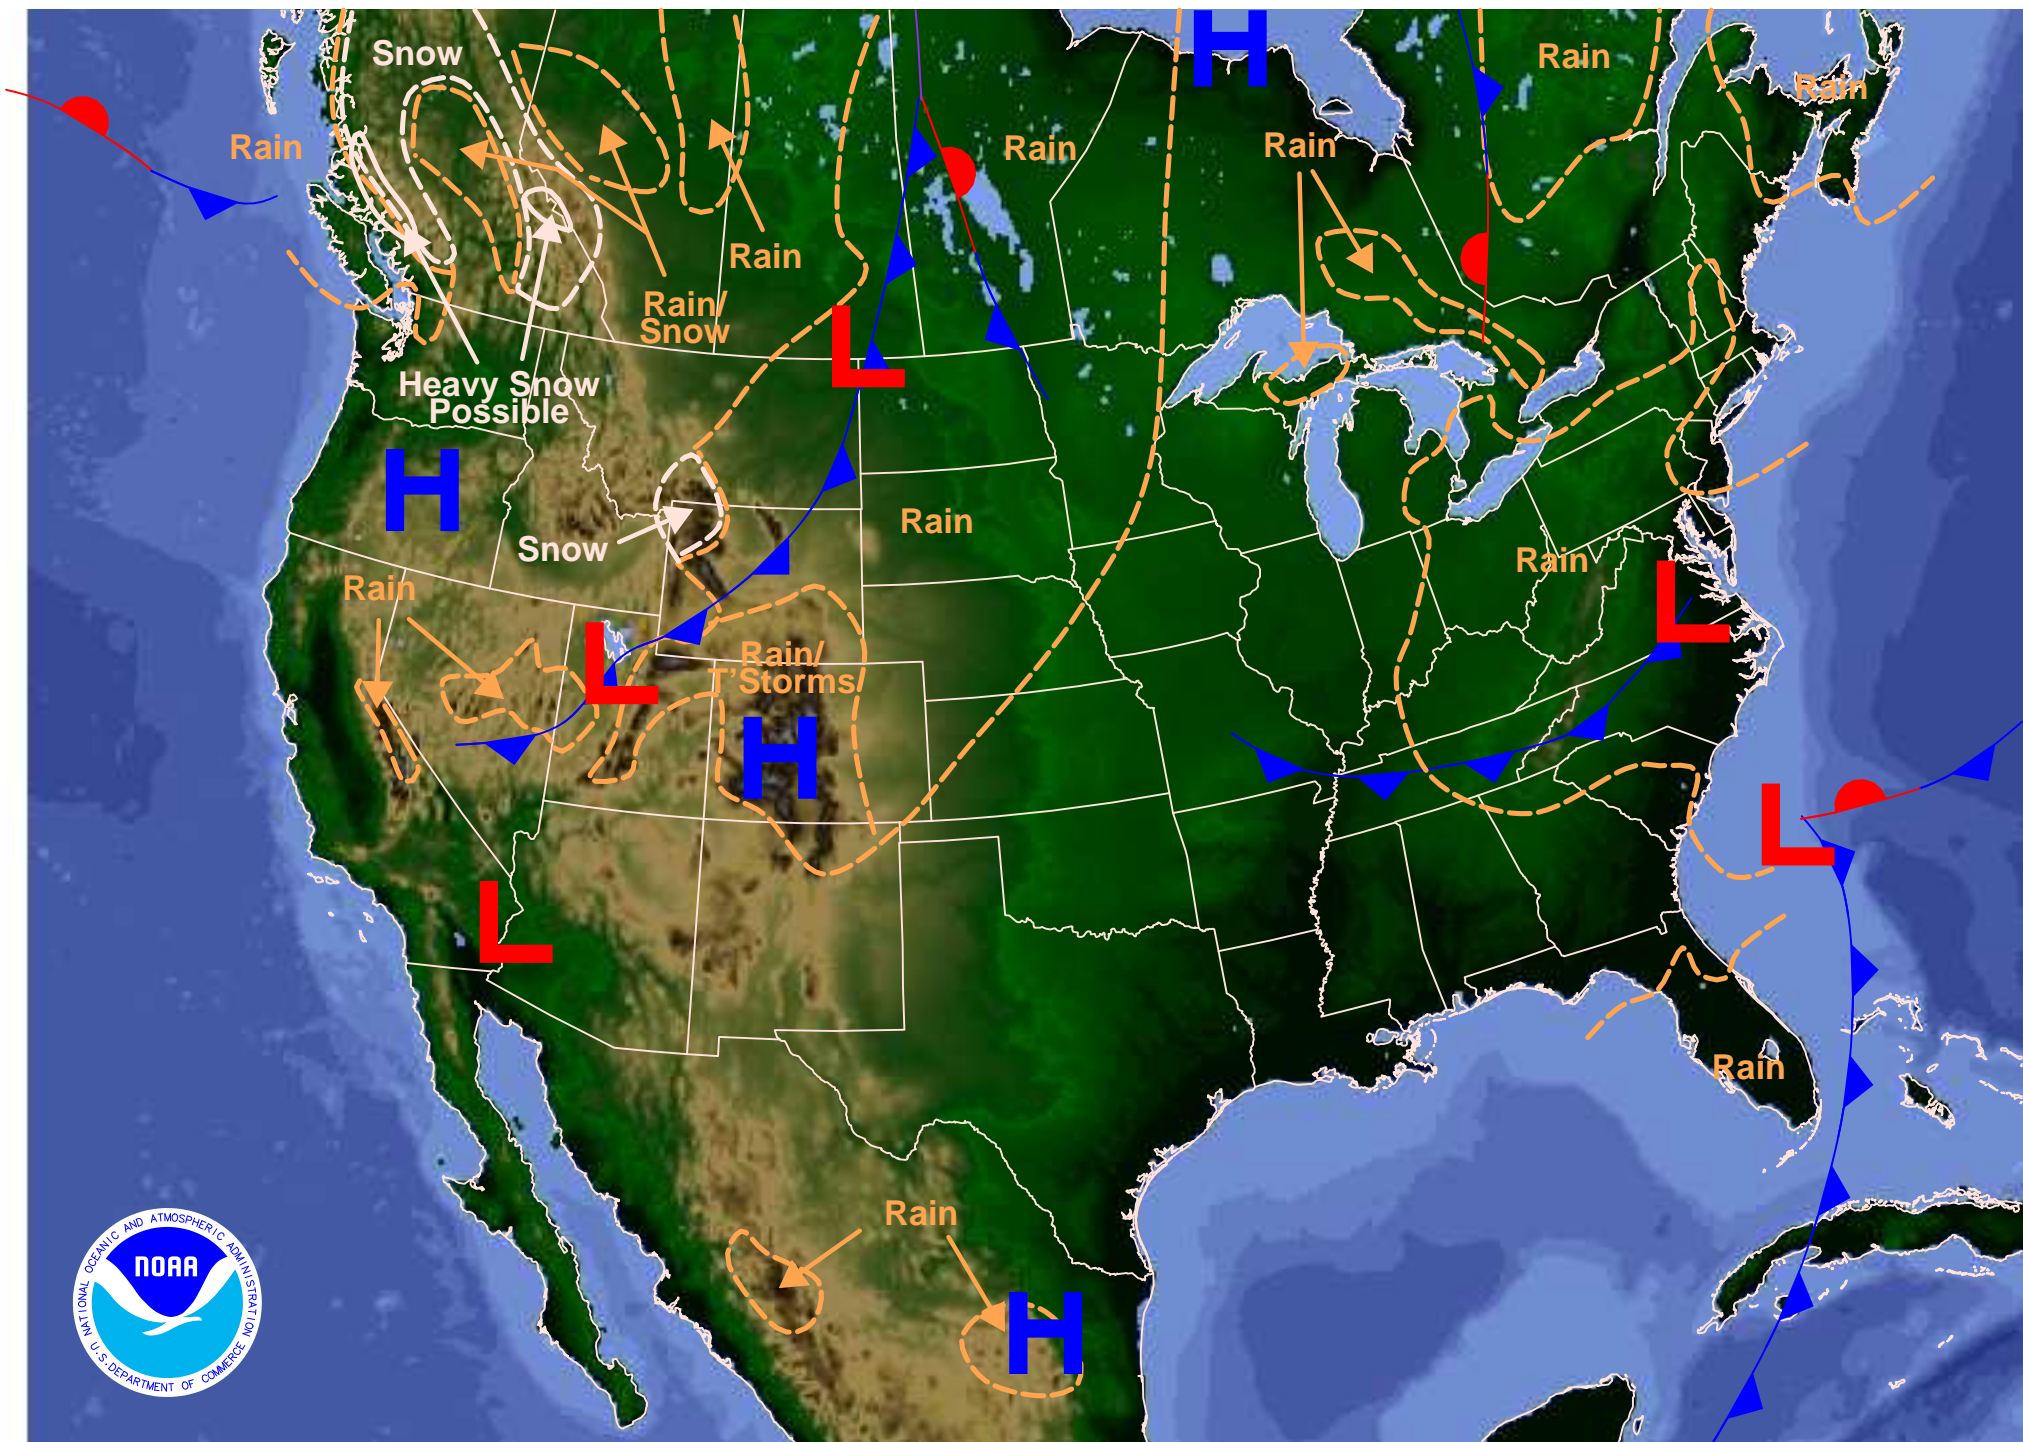 Snow
H
Rain
Rain
Rain
Rain
Rain
Rain
Rain/
Snow
L
Heavy Snow
Possible
H
Rain
Snow
Rain
Rain
L
L
Rain/
T'Storms
H
L
L
Rain
Rain
H
NATIONAL OCEANIC AND ATMOSPHERIC ADMINISTRATION
NOAA
U.S. DEPARTMENT OF COMMERCE